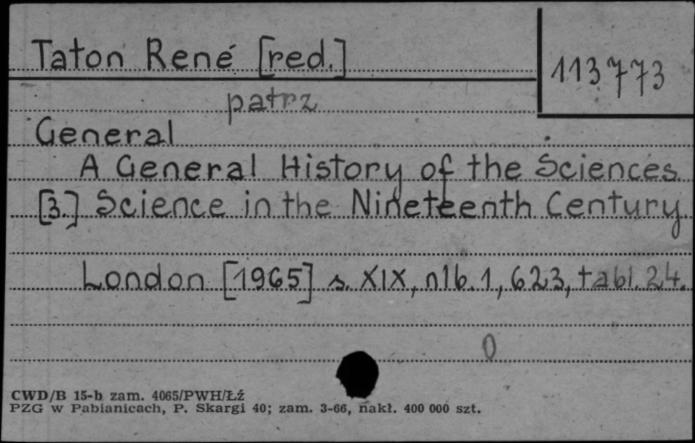 Taton René [red.]
113773
patrz
General
A General History of the Sciences
[3.] Science in the Nineteenth Century
London [1965] s. XIX, nlb. 1, 623, tabl. 24.
0
CWD/B 15-b zam. 4065/PWH/Łź
PZG w Pabianicach, P. Skargi 40; zam. 3-66, nakł. 400 000 szt.